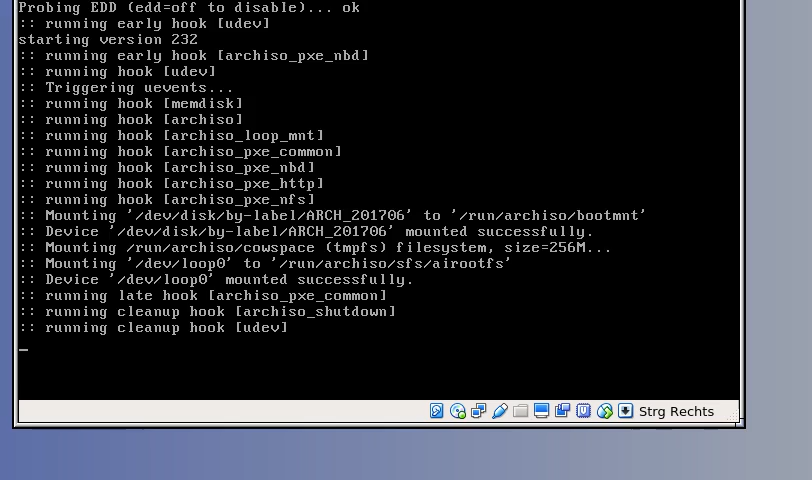 Probing EDD (edd=off to disable)... ok
:: running early hook [udev]
starting version 232
:: running early hook [archiso_pxe_nbd]
:: running hook [udev]
:: Triggering uevents...
:: running hook [memdisk]
:: running hook [archiso]
:: running hook [archiso_loop_mnt]
:: running hook [archiso_pxe_common]
:: running hook [archiso_pxe_nbd]
:: running hook [archiso_pxe_http]
:: running hook [archiso_pxe_nfs]
:: Mounting '/dev/disk/by-label/ARCH_201706' to '/run/archiso/bootmnt'
:: Device '/dev/disk/by-label/ARCH_201706' mounted successfully.
:: Mounting /run/archiso/cowspace (tmpfs) filesystem, size=256M...
:: Mounting '/dev/loop0' to '/run/archiso/sfs/airootfs'
:: Device '/dev/loop0' mounted successfully.
:: running late hook [archiso_pxe_common]
:: running cleanup hook [archiso_shutdown]
:: running cleanup hook [udev]
_
Strg Rechts